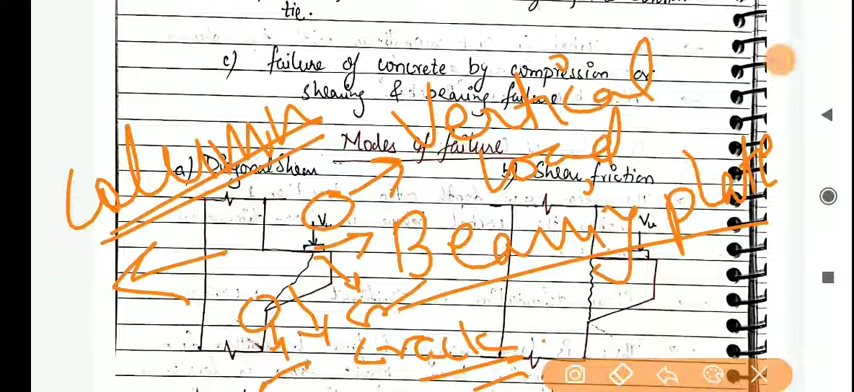 tie.
c) failure of concrete by compression or
shearing & bearing failure
Modes of failure
a) Diagonal shear
b) Shear friction
Column
Vertical
Load
Bearing plate
Crack
V
Vu